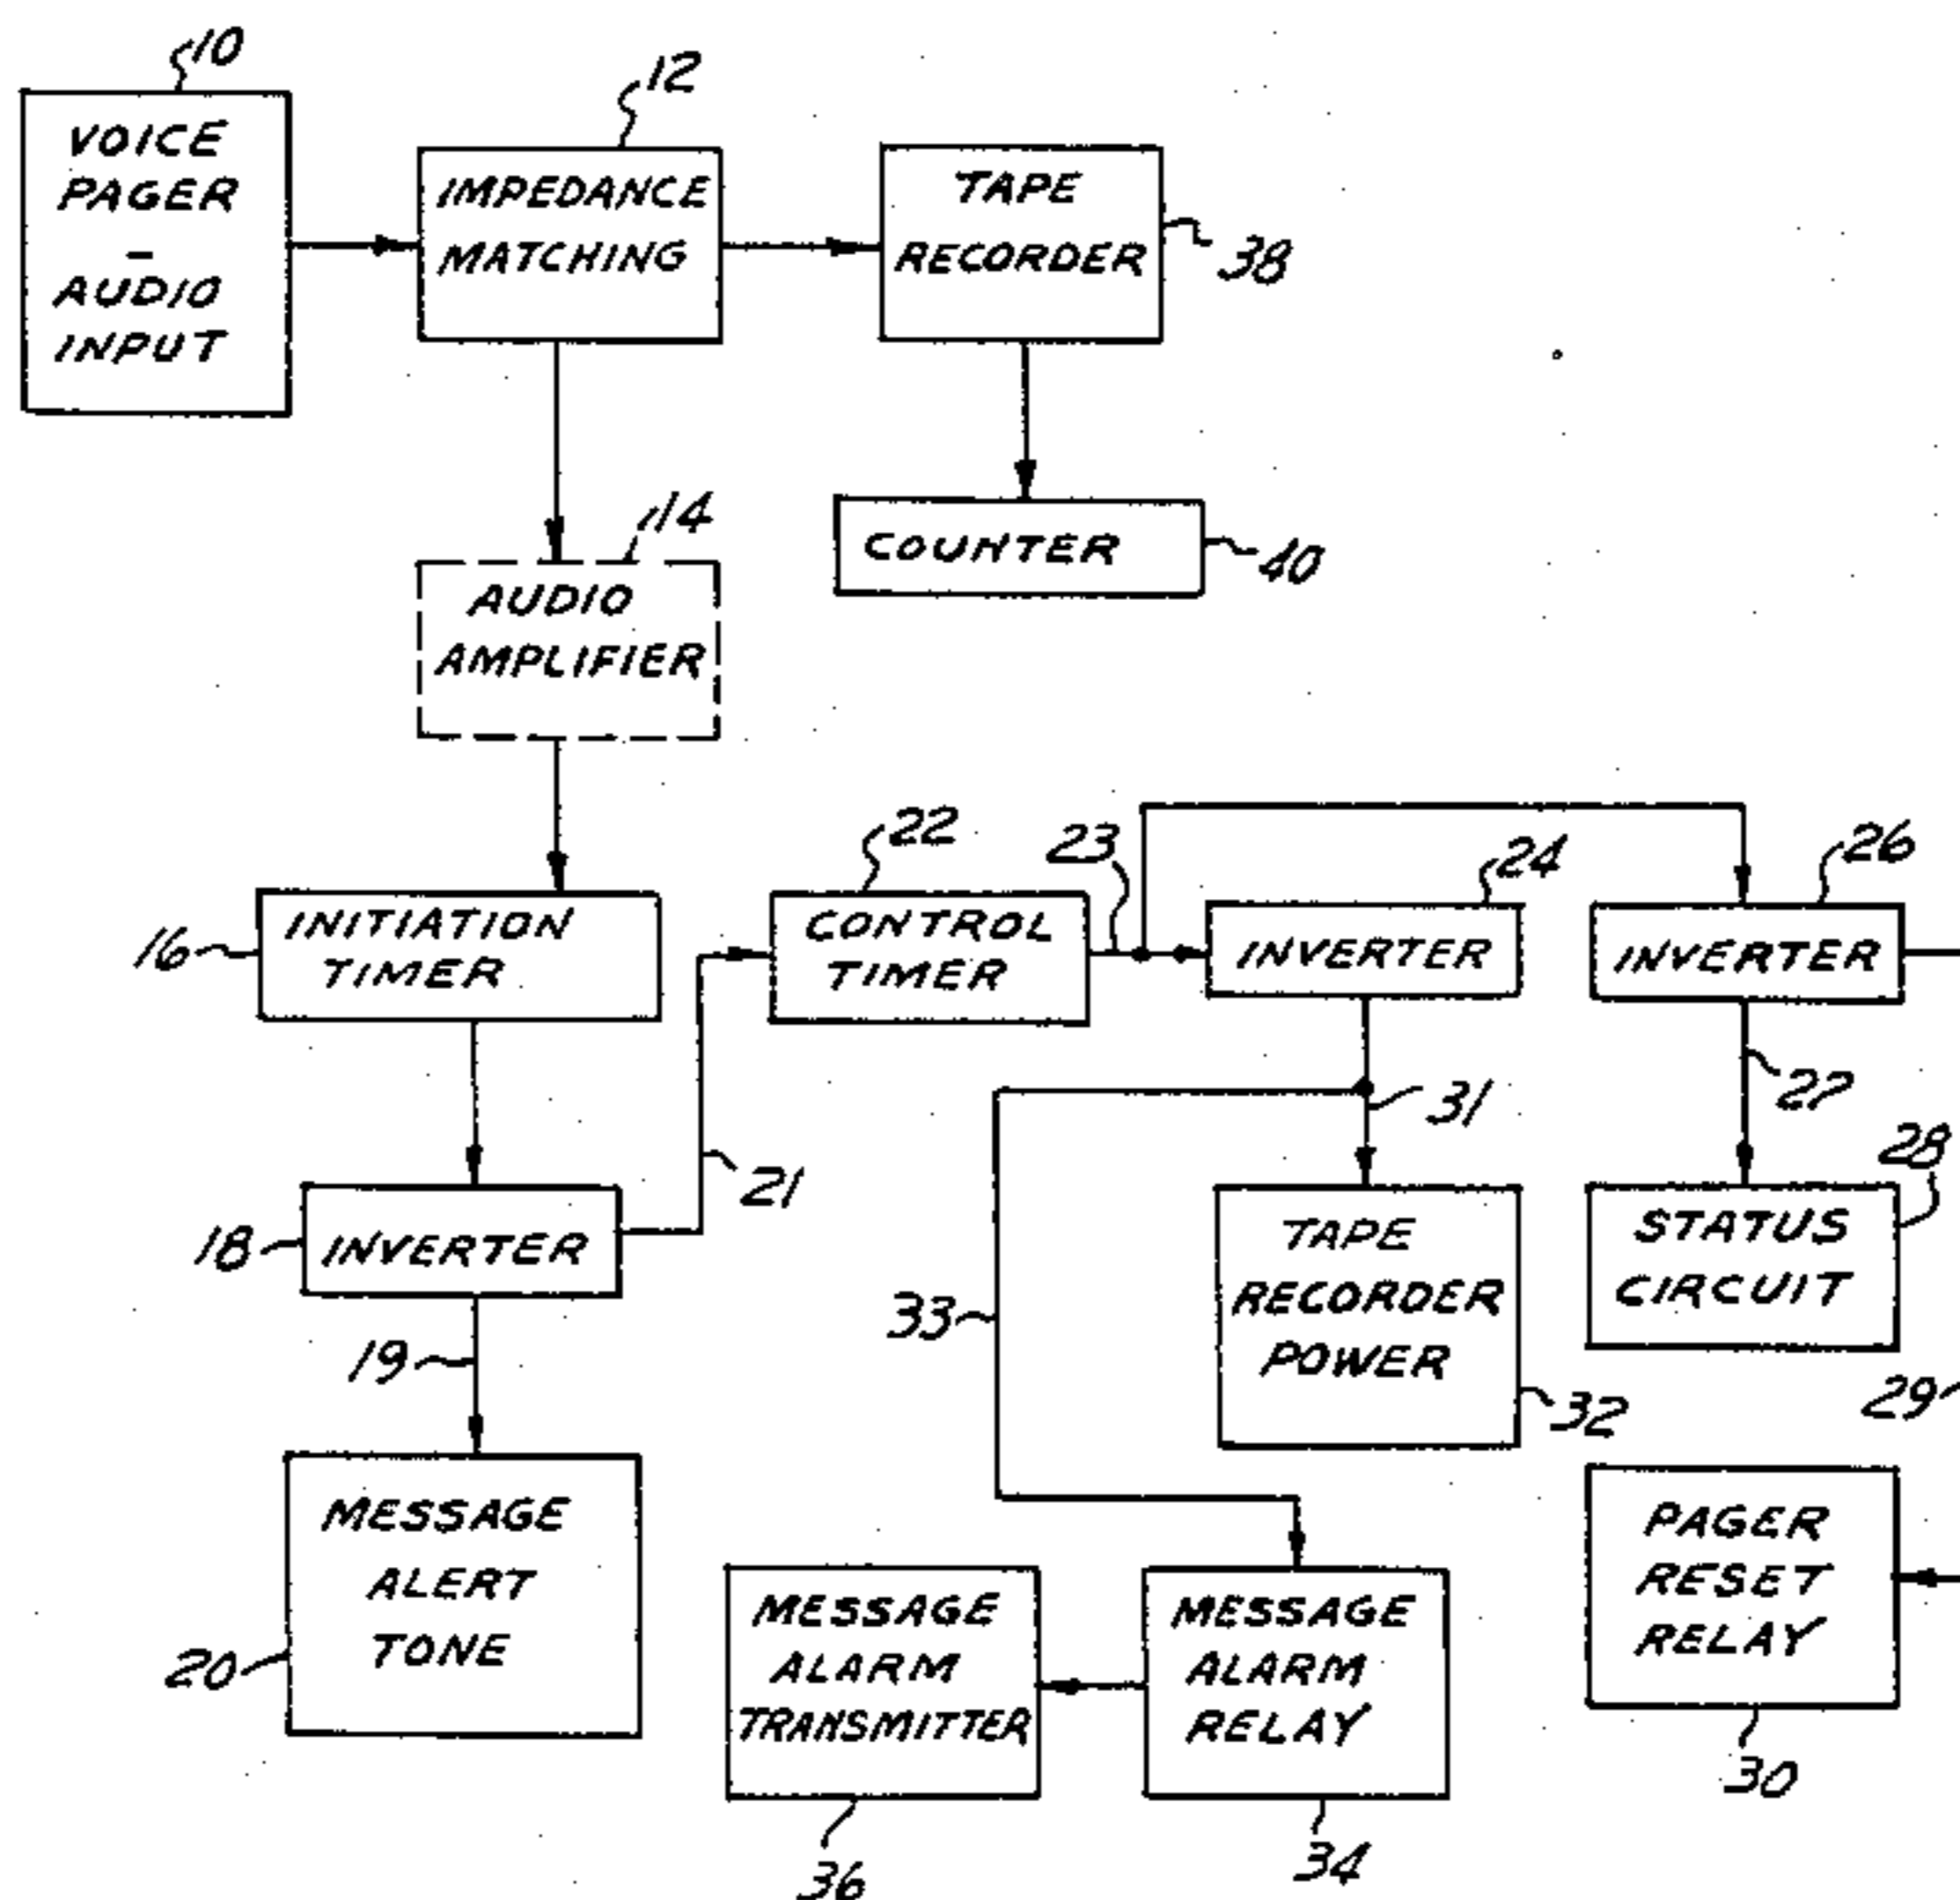 10
VOICE
PAGER
-
AUDIO
INPUT
12
IMPEDANCE
MATCHING
TAPE
RECORDER
38
14
AUDIO
AMPLIFIER
COUNTER
40
16
INITIATION
TIMER
22
CONTROL
TIMER
23
24
INVERTER
26
INVERTER
21
31
27
18
INVERTER
33
TAPE
RECORDER
POWER
32
28
STATUS
CIRCUIT
19
29
MESSAGE
ALERT
TONE
20
MESSAGE
ALARM
TRANSMITTER
36
MESSAGE
ALARM
RELAY
34
PAGER
RESET
RELAY
30